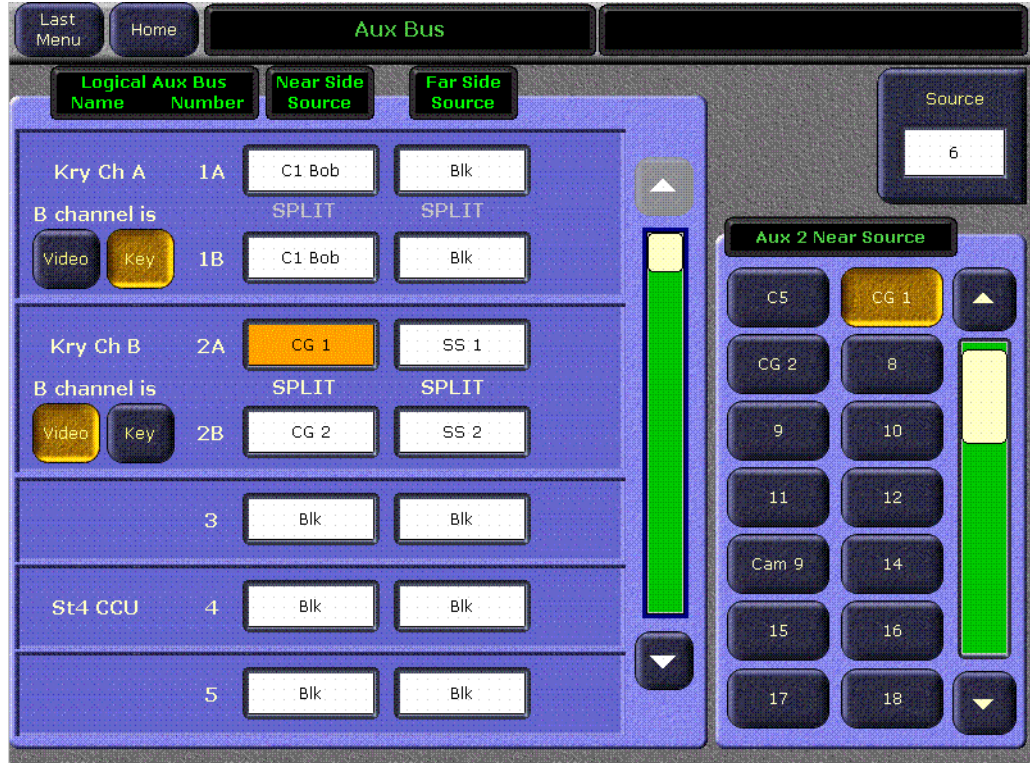 Last Menu
Home
Aux Bus
Logical Aux Bus
Name Number
Near Side Source
Far Side Source
Source
6
Kry Ch A 1A C1 Bob Blk
B channel is SPLIT SPLIT
Video Key 1B C1 Bob Blk
Kry Ch B 2A CG 1 SS 1
B channel is SPLIT SPLIT
Video Key 2B CG 2 SS 2
3 Blk Blk
St4 CCU 4 Blk Blk
5 Blk Blk
Aux 2 Near Source
C5 CG 1
CG 2 8
9 10
11 12
Cam 9 14
15 16
17 18